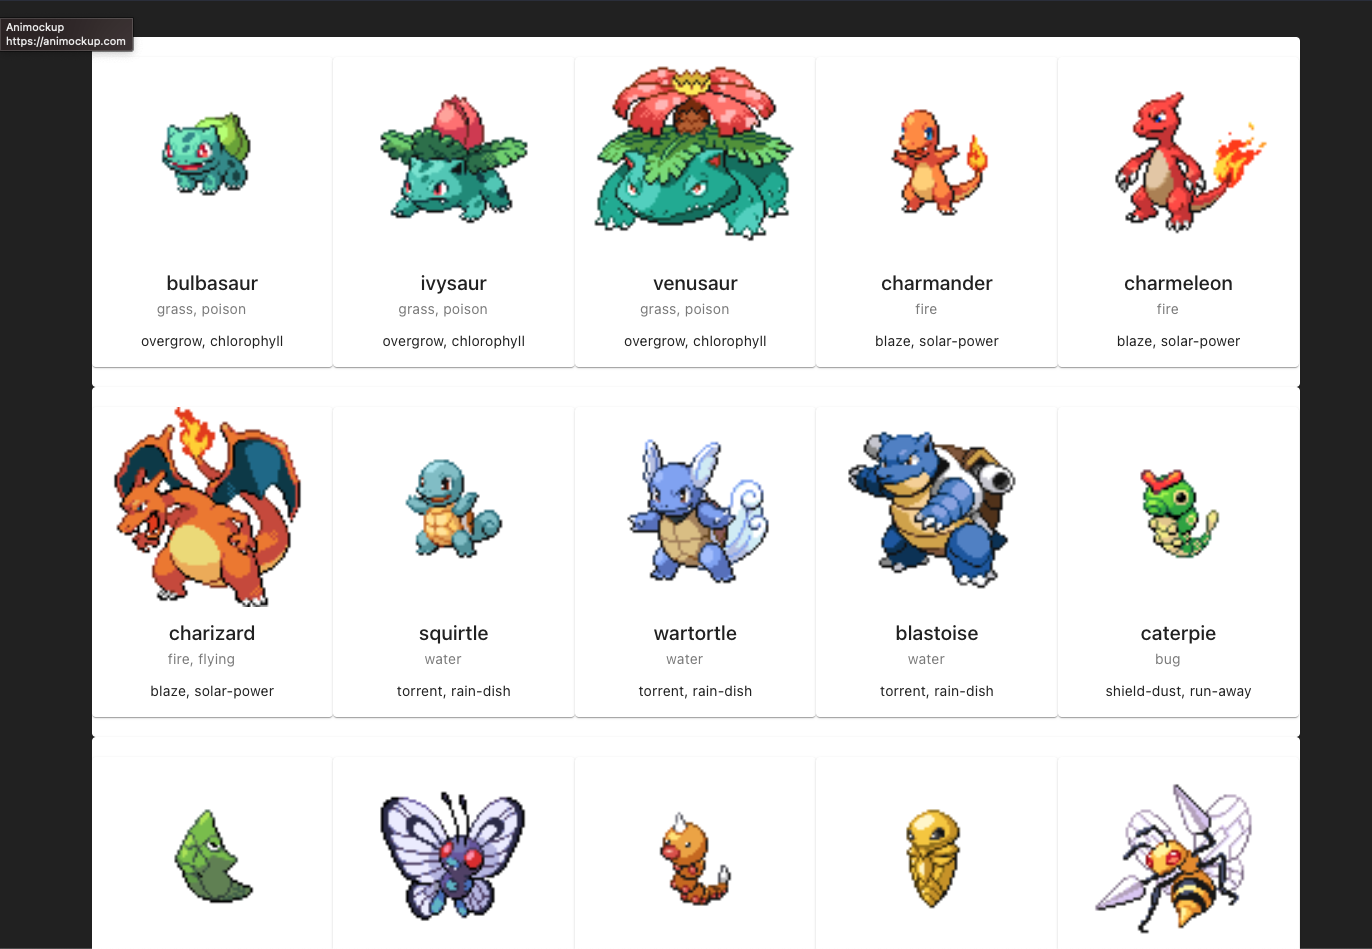 Animockup
https://animockup.com
bulbasaur
grass, poison
overgrow, chlorophyll
ivysaur
grass, poison
overgrow, chlorophyll
venusaur
grass, poison
overgrow, chlorophyll
charmander
fire
blaze, solar-power
charmeleon
fire
blaze, solar-power
charizard
fire, flying
blaze, solar-power
squirtle
water
torrent, rain-dish
wartortle
water
torrent, rain-dish
blastoise
water
torrent, rain-dish
caterpie
bug
shield-dust, run-away